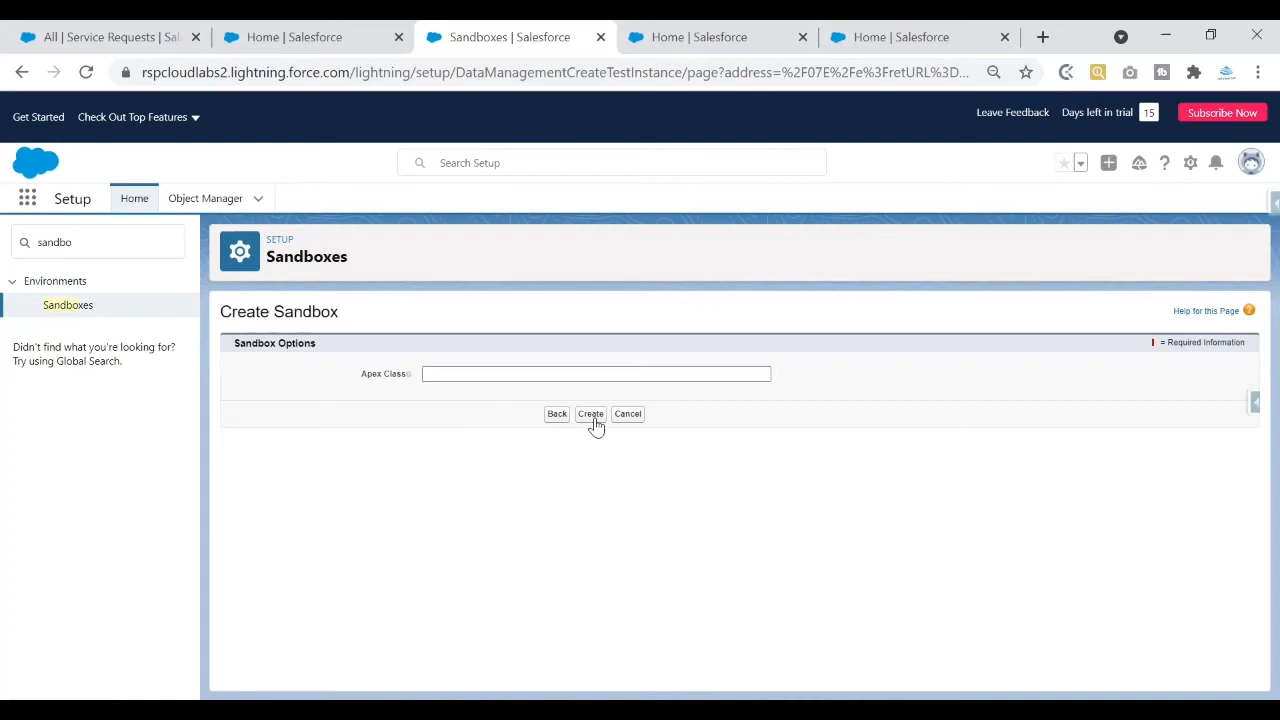 All | Service Requests | Sal
Home | Salesforce
Sandboxes | Salesforce
Home | Salesforce
Home | Salesforce
rspcloudlabs2.lightning.force.com/lightning/setup/DataManagementCreateTestInstance/page?address=%2F07E%2Fe%3FretURL%3D...
Get Started
Check Out Top Features
Leave Feedback
Days left in trial
15
Subscribe Now
Search Setup
Setup
Home
Object Manager
sandbo
Environments
Sandboxes
Didn't find what you're looking for?
Try using Global Search.
SETUP
Sandboxes
Create Sandbox
Help for this Page
Sandbox Options
= Required Information
Apex Class
Back
Create
Cancel